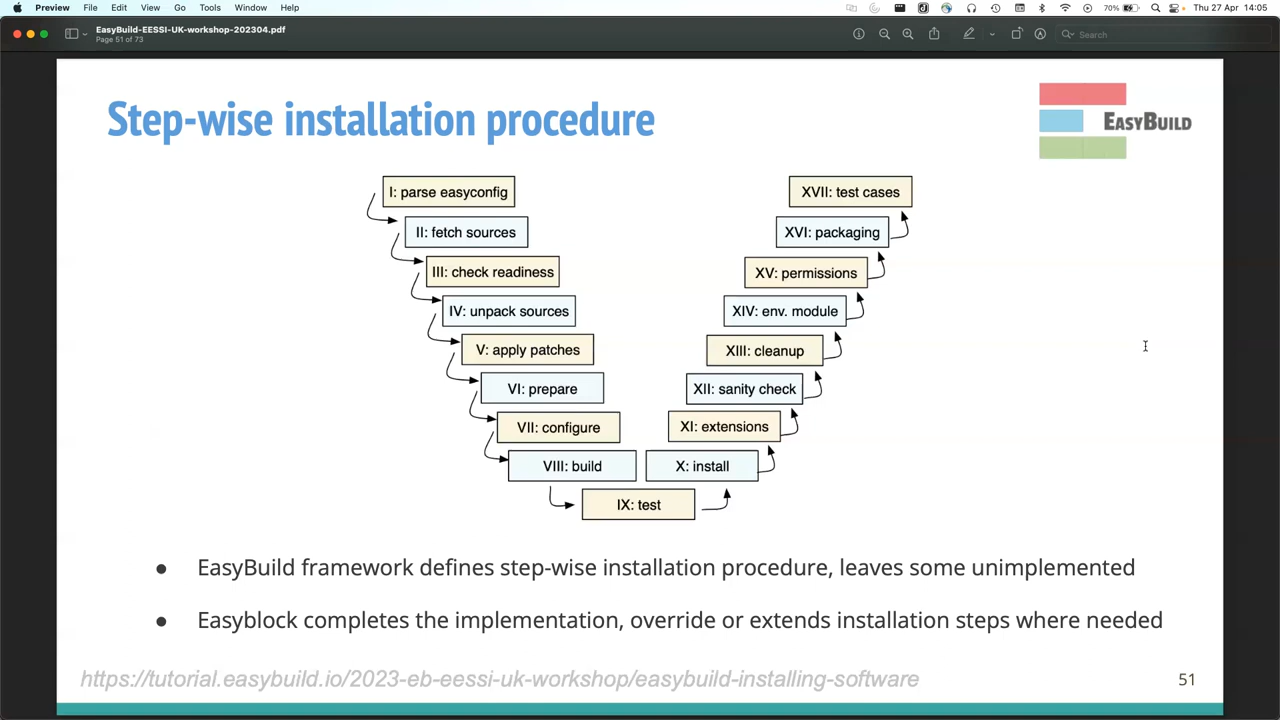 Preview File Edit View Go Tools Window Help
70% Thu 27 Apr 14:05
EasyBuild-EESSI-UK-workshop-202304.pdf
Page 51 of 73
Search
Step-wise installation procedure
EASYBUILD
I: parse easyconfig
II: fetch sources
III: check readiness
IV: unpack sources
V: apply patches
VI: prepare
VII: configure
VIII: build
IX: test
X: install
XI: extensions
XII: sanity check
XIII: cleanup
XIV: env. module
XV: permissions
XVI: packaging
XVII: test cases
● EasyBuild framework defines step-wise installation procedure, leaves some unimplemented
● Easyblock completes the implementation, override or extends installation steps where needed
https://tutorial.easybuild.io/2023-eb-eessi-uk-workshop/easybuild-installing-software
51